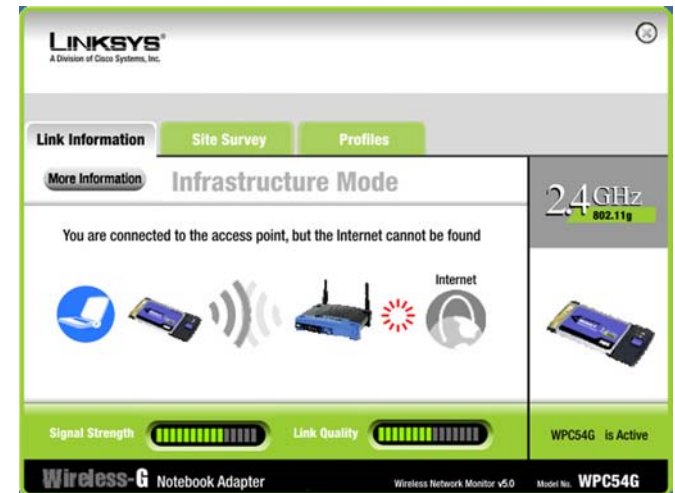 LINKSYS®
A Division of Cisco Systems, Inc.
Link Information
Site Survey
Profiles
More Information
Infrastructure Mode
2.4GHz
802.11g
You are connected to the access point, but the Internet cannot be found
Internet
Signal Strength
Link Quality
WPC54G is Active
Wireless-G Notebook Adapter
Wireless Network Monitor v5.0
Model No. WPC54G